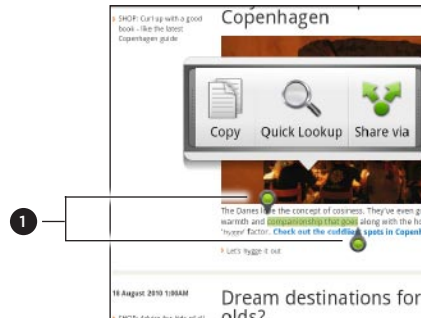 SHOP: Curl up with a good
book - like the latest
Copenhagen guide
Copenhagen
Copy
Quick Lookup
Share via
1
The Danes love the concept of cosiness. They've even g
warmth and companionship that goes along with the ho
'hygge' factor. Check out the cuddliest spots in Copenh
Let's hygge it out
16 August 2010 1:00AM
Dream destinations for
olds?